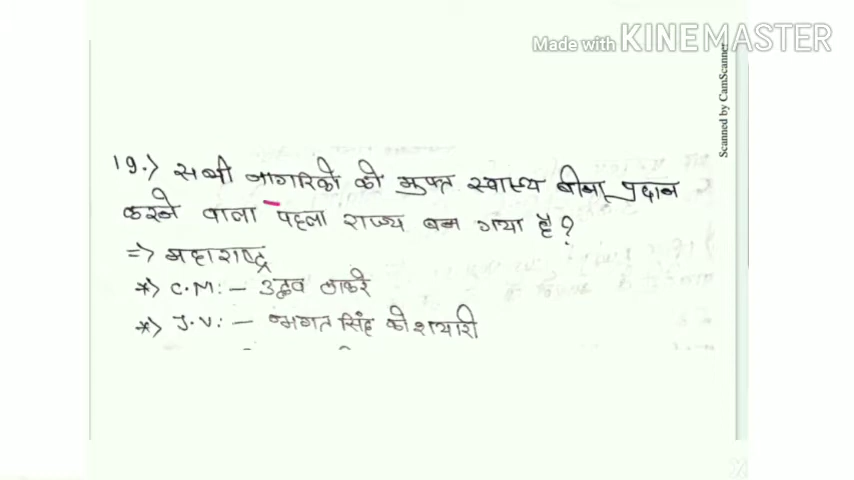 Made with KINEMASTER
Scanned by CamScanner
19.> सभी नागरिको को मुफ्त स्वास्थ्य बीमा प्रदान
करने वाला पहला राज्य बन गया है?
=> महाराष्ट्र
*> C.M: - उद्धव ठाकरे
*> J.V: - भगत सिंह कोशयारी